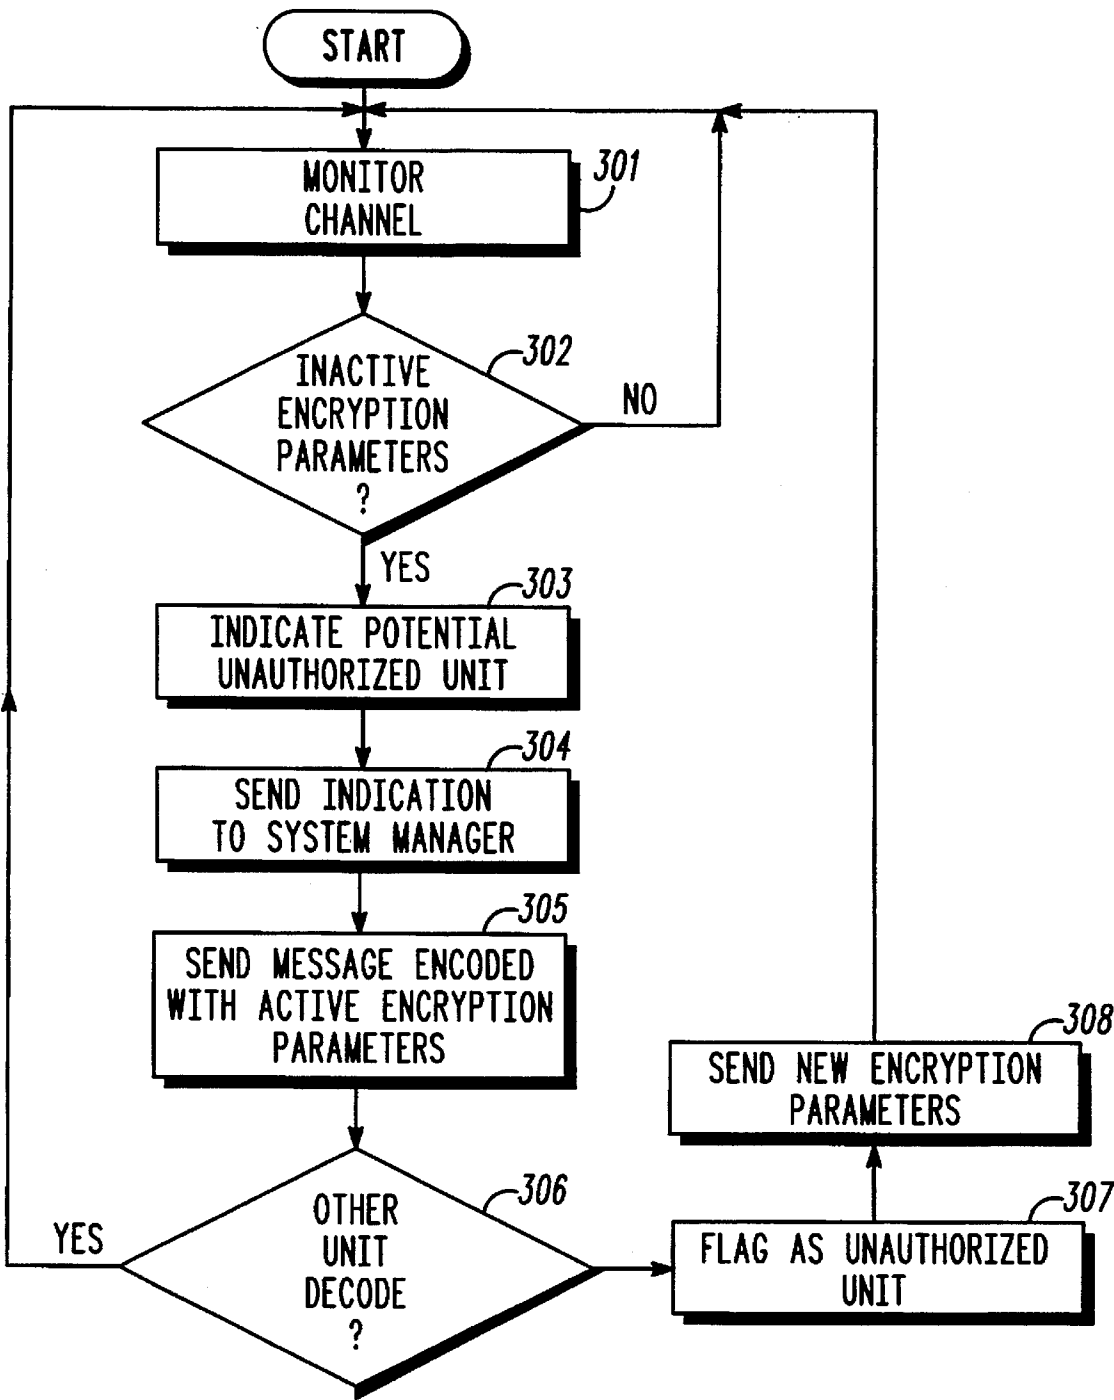 START
MONITOR
CHANNEL
301
INACTIVE
ENCRYPTION
PARAMETERS
?
302
NO
YES
303
INDICATE POTENTIAL
UNAUTHORIZED UNIT
304
SEND INDICATION
TO SYSTEM MANAGER
305
SEND MESSAGE ENCODED
WITH ACTIVE ENCRYPTION
PARAMETERS
308
SEND NEW ENCRYPTION
PARAMETERS
306
OTHER
UNIT
DECODE
?
YES
307
FLAG AS UNAUTHORIZED
UNIT